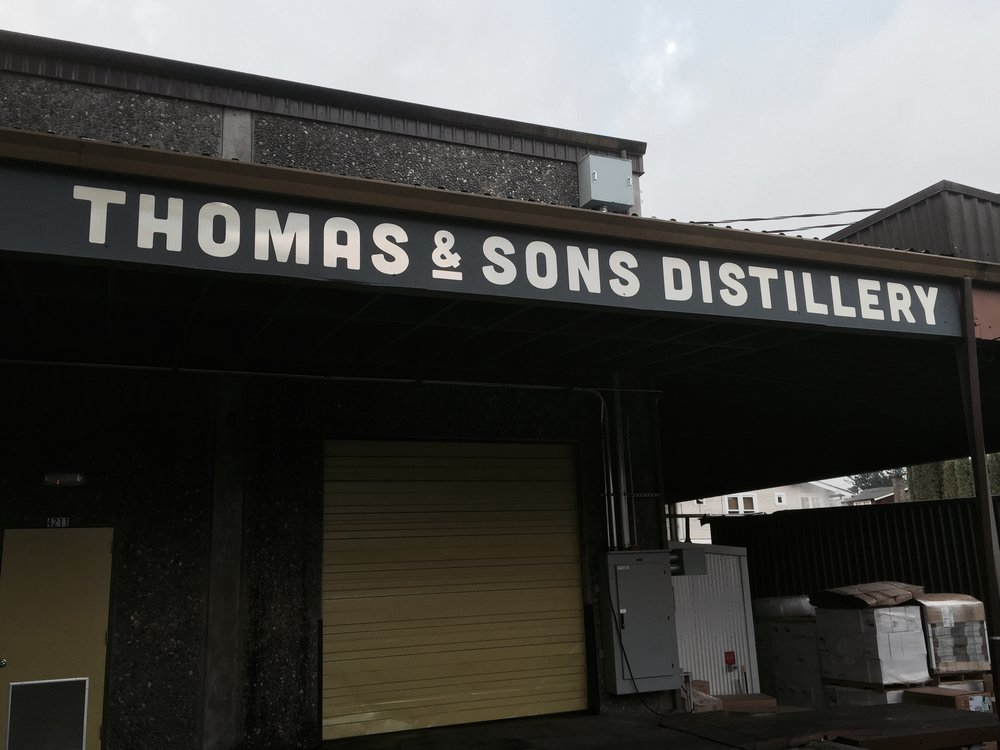 THOMAS & SONS DISTILLERY
4211